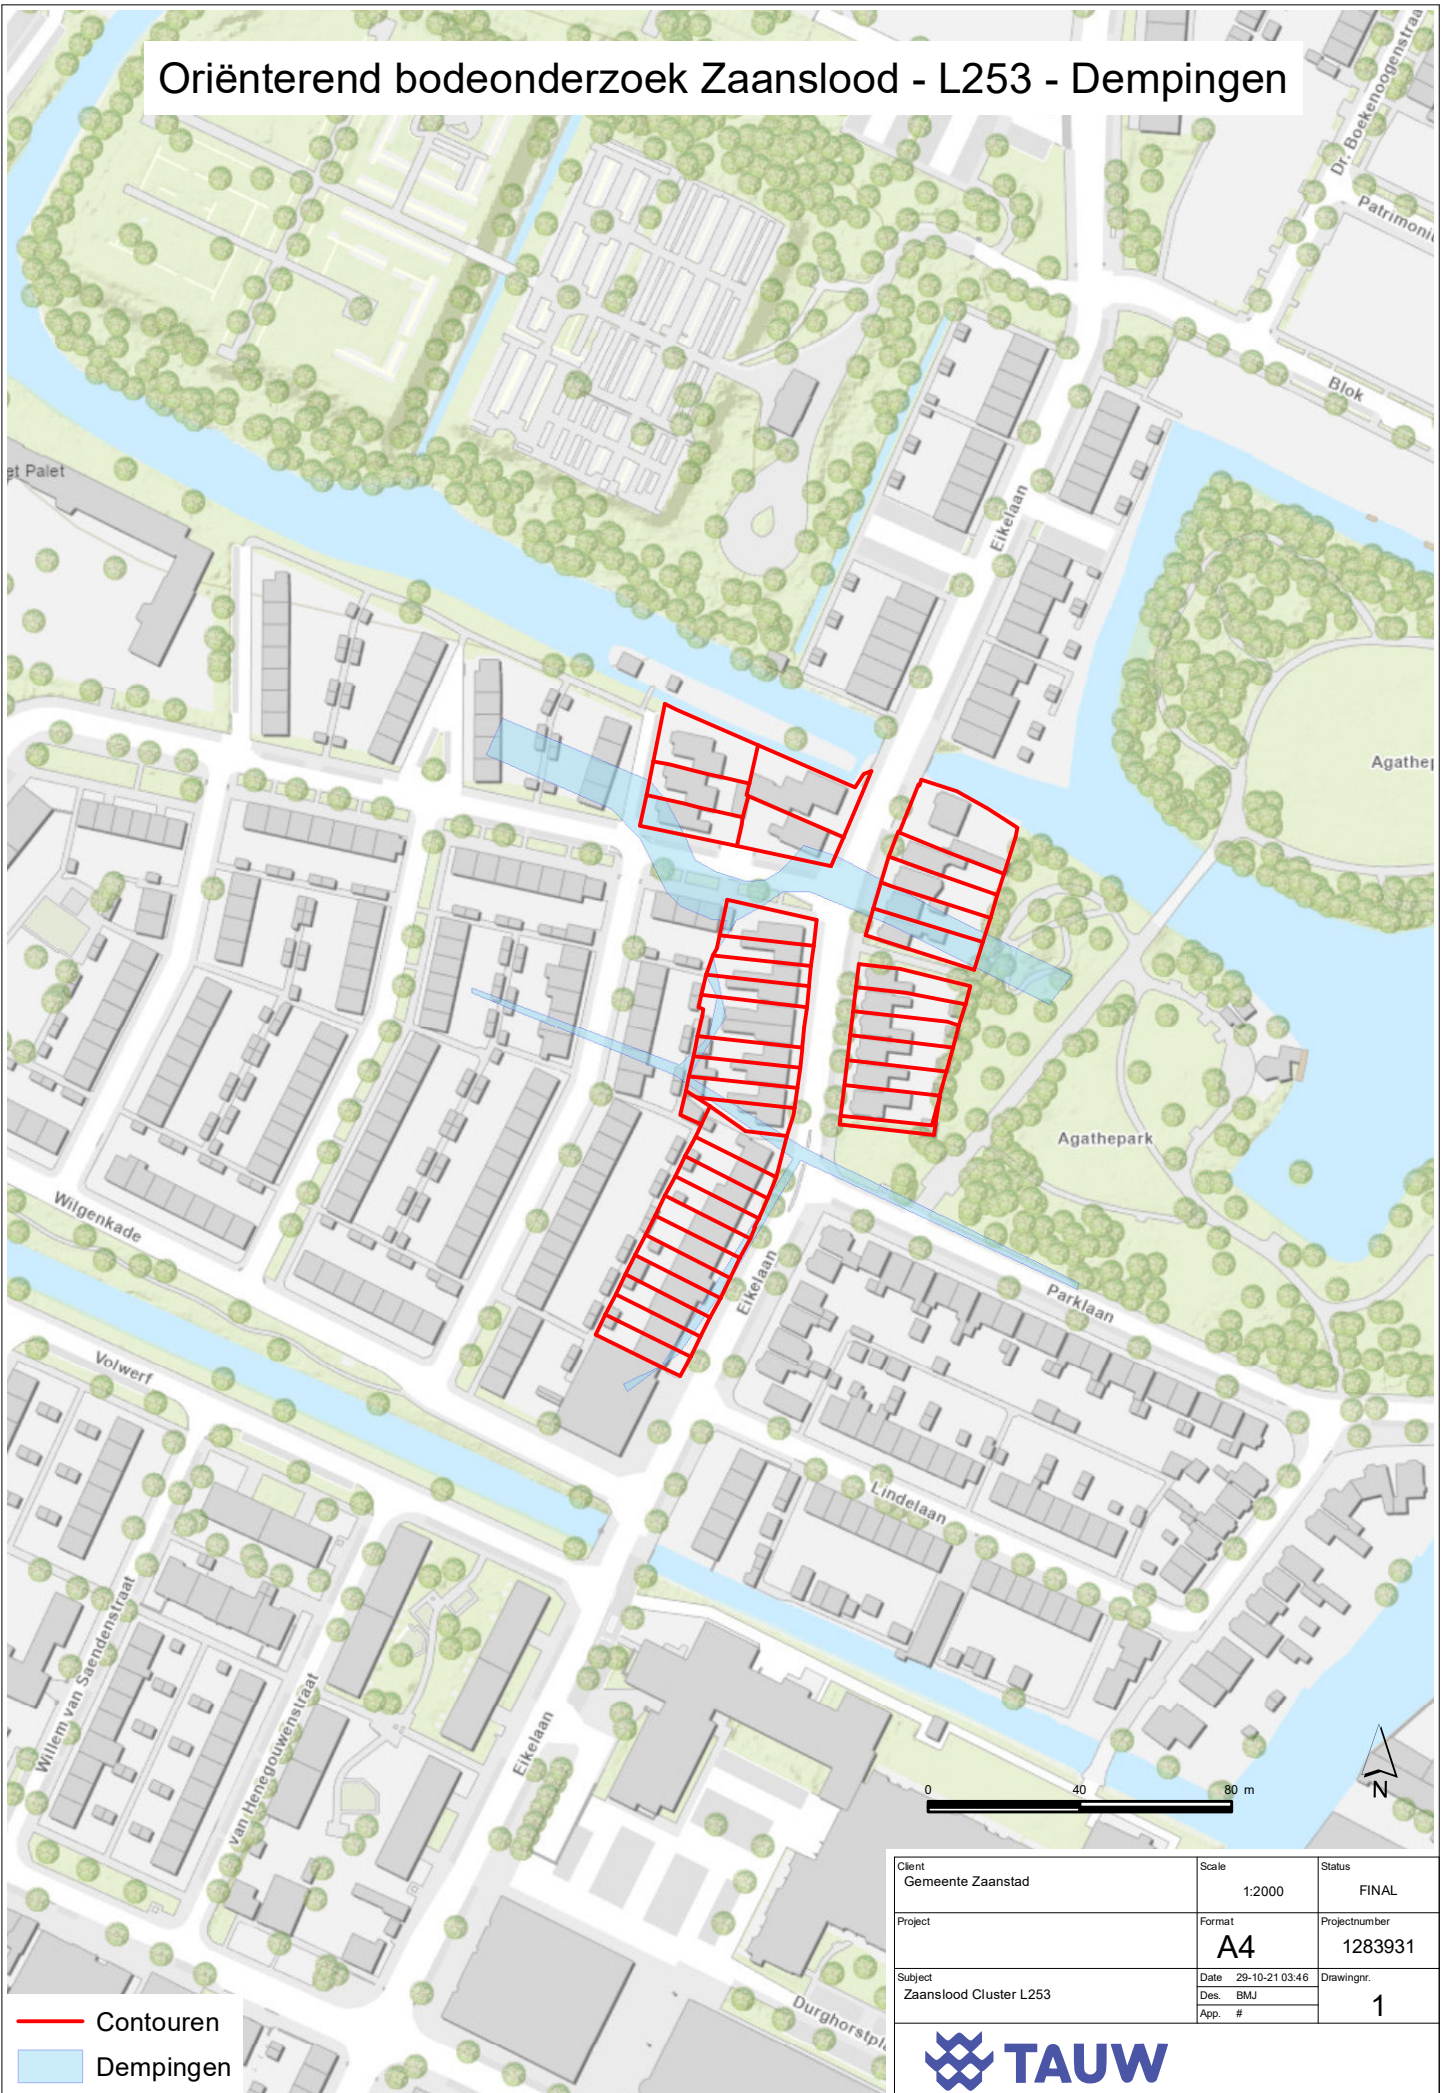 Oriënterend bodeonderzoek Zaanslood - L253 - Dempingen
Dr. Boekenoogenstraa
Patrimoni
Blok
et Palet
Eikelaan
Agathep
Agathepark
Wilgenkade
Eikelaan
Parklaan
Volwerf
Lindelaan
Willem van Saendenstraat
van Henegouwenstraat
Eikelaan
0 40 80 m
N
Durghorstpl
Client
Gemeente Zaanstad
Scale
1:2000
Status
FINAL
Project
Format
A4
Projectnumber
1283931
Subject
Zaanslood Cluster L253
Date 29-10-21 03:46
Des. BMJ
App. #
Drawingnr.
1
Contouren
Dempingen
TAUW